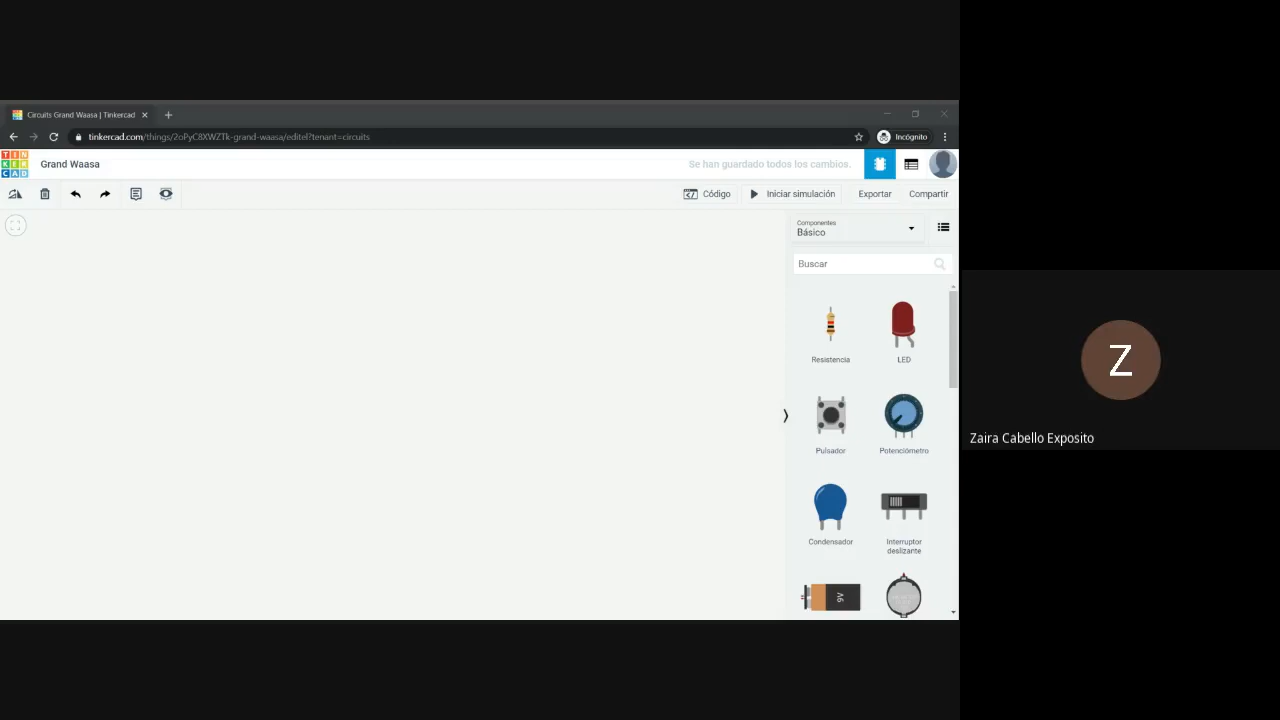 Circuits Grand Waasa | Tinkercad
tinkercad.com/things/2oPyC8XWZTk-grand-waasa/editel?tenant=circuits
Incógnito
TIN
KER
CAD
Grand Waasa
Se han guardado todos los cambios.
Código
Iniciar simulación
Exportar
Compartir
Componentes
Básico
Buscar
Resistencia
LED
Pulsador
Potenciómetro
Condensador
Interruptor
deslizante
9V
Z
Zaira Cabello Exposito